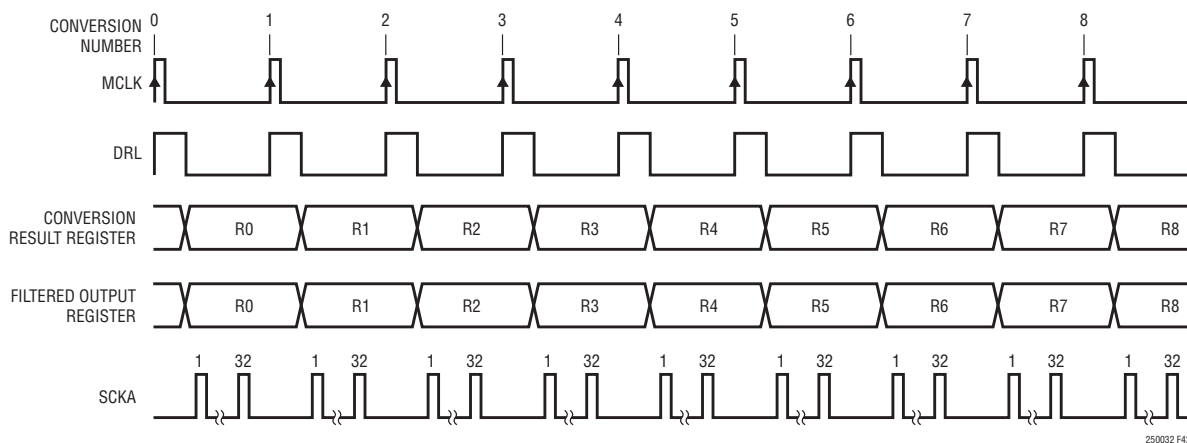 CONVERSION NUMBER 0 1 2 3 4 5 6 7 8
MCLK
DRL
CONVERSION RESULT REGISTER R0 R1 R2 R3 R4 R5 R6 R7 R8
FILTERED OUTPUT REGISTER R0 R1 R2 R3 R4 R5 R6 R7 R8
1 32 1 32 1 32 1 32 1 32 1 32 1 32 1 32 1 32
SCKA